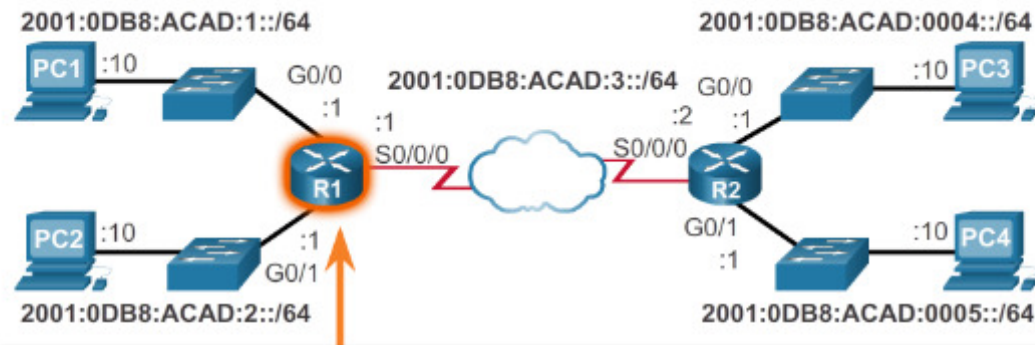 2001:0DB8:ACAD:1::/64
2001:0DB8:ACAD:0004::/64
PC1
:10
G0/0
:1
2001:0DB8:ACAD:3::/64
G0/0
:10
PC3
:1
:2
:1
S0/0/0
S0/0/0
R1
R2
PC2
:10
:1
G0/1
G0/1
:1
:10
PC4
2001:0DB8:ACAD:2::/64
2001:0DB8:ACAD:0005::/64